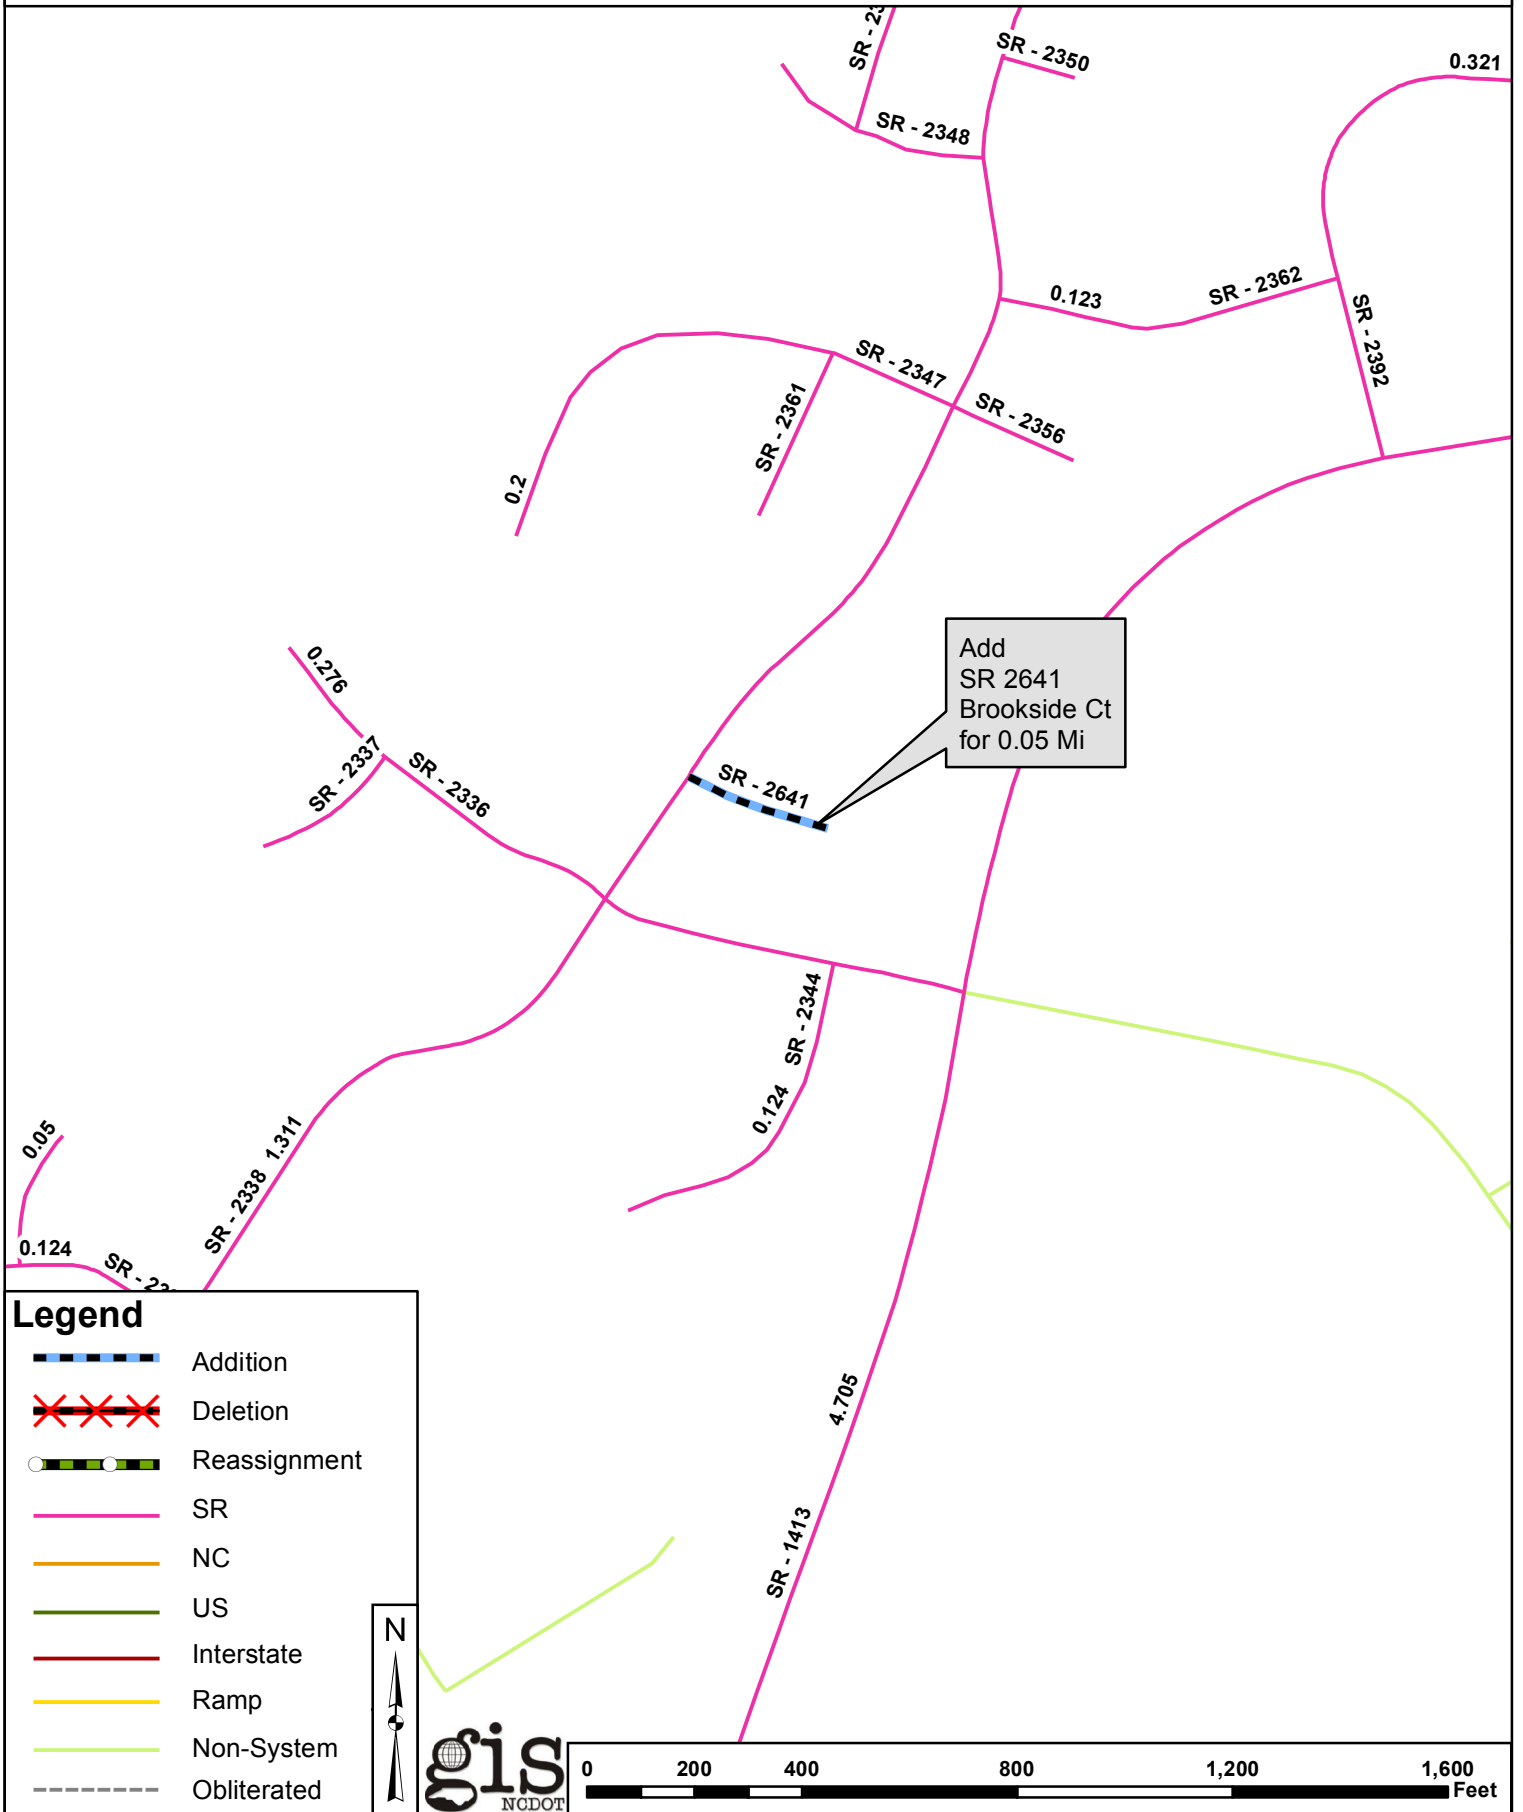 SR - 2350
0.321
SR - 2348
0.123
SR - 2362
SR - 2392
SR - 2347
SR - 2356
SR - 2361
0.2
Add
SR 2641
Brookside Ct
for 0.05 Mi
0.276
SR - 2337
SR - 2336
SR - 2641
SR - 2344
0.124
0.05
1.311
SR - 2338
0.124
4.705
SR - 1413
Legend
Addition
Deletion
Reassignment
SR
NC
US
Interstate
Ramp
Non-System
Obliterated
N
gis
NCDOT
0 200 400 800 1,200 1,600
Feet